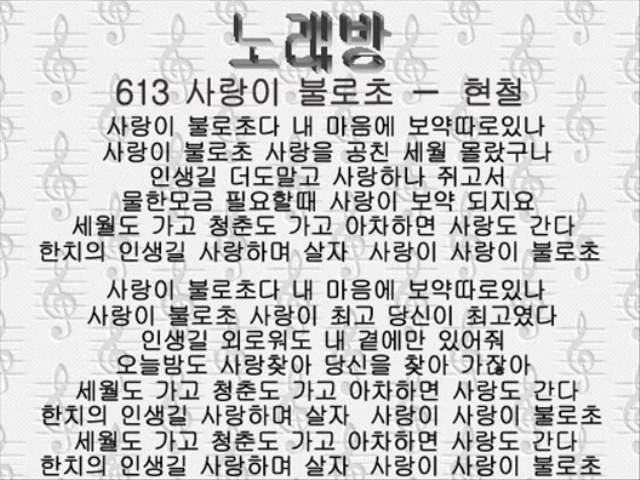 노래방
613 사랑이 불로초 - 현철
사랑이 불로초다 내 마음에 보약따로있나
사랑이 불로초 사랑을 공친 세월 몰랐구나
인생길 더도말고 사랑하나 쥐고서
물한모금 필요할때 사랑이 보약 되지요
세월도 가고 청춘도 가고 아차하면 사랑도 간다
한치의 인생길 사랑하며 살자 사랑이 사랑이 불로초
사랑이 불로초다 내 마음에 보약따로있나
사랑이 불로초 사랑이 최고 당신이 최고였다
인생길 외로워도 내 곁에만 있어줘
오늘밤도 사랑찾아 당신을 찾아 가잖아
세월도 가고 청춘도 가고 아차하면 사랑도 간다
한치의 인생길 사랑하며 살자 사랑이 사랑이 불로초
세월도 가고 청춘도 가고 아차하면 사랑도 간다
한치의 인생길 사랑하며 살자 사랑이 사랑이 불로초